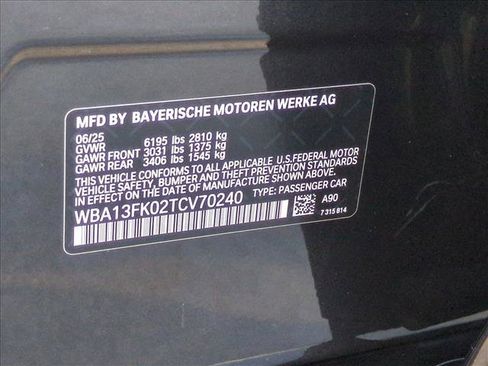 MFD BY BAYERISCHE MOTOREN WERKE AG
06/25
GVWR 6195 lbs 2810 kg
GAWR FRONT 3031 lbs 1375 kg
GAWR REAR 3406 lbs 1545 kg
THIS VEHICLE CONFORMS TO ALL APPLICABLE U.S.FEDERAL MOTOR
VEHICLE SAFETY, BUMPER AND THEFT PREVENTION STANDARDS
IN EFFECT ON THE DATE OF MANUFACTURE SHOWN ABOVE.
WBA13FK02TCV70240 TYPE: PASSENGER CAR
A90
7 315 814